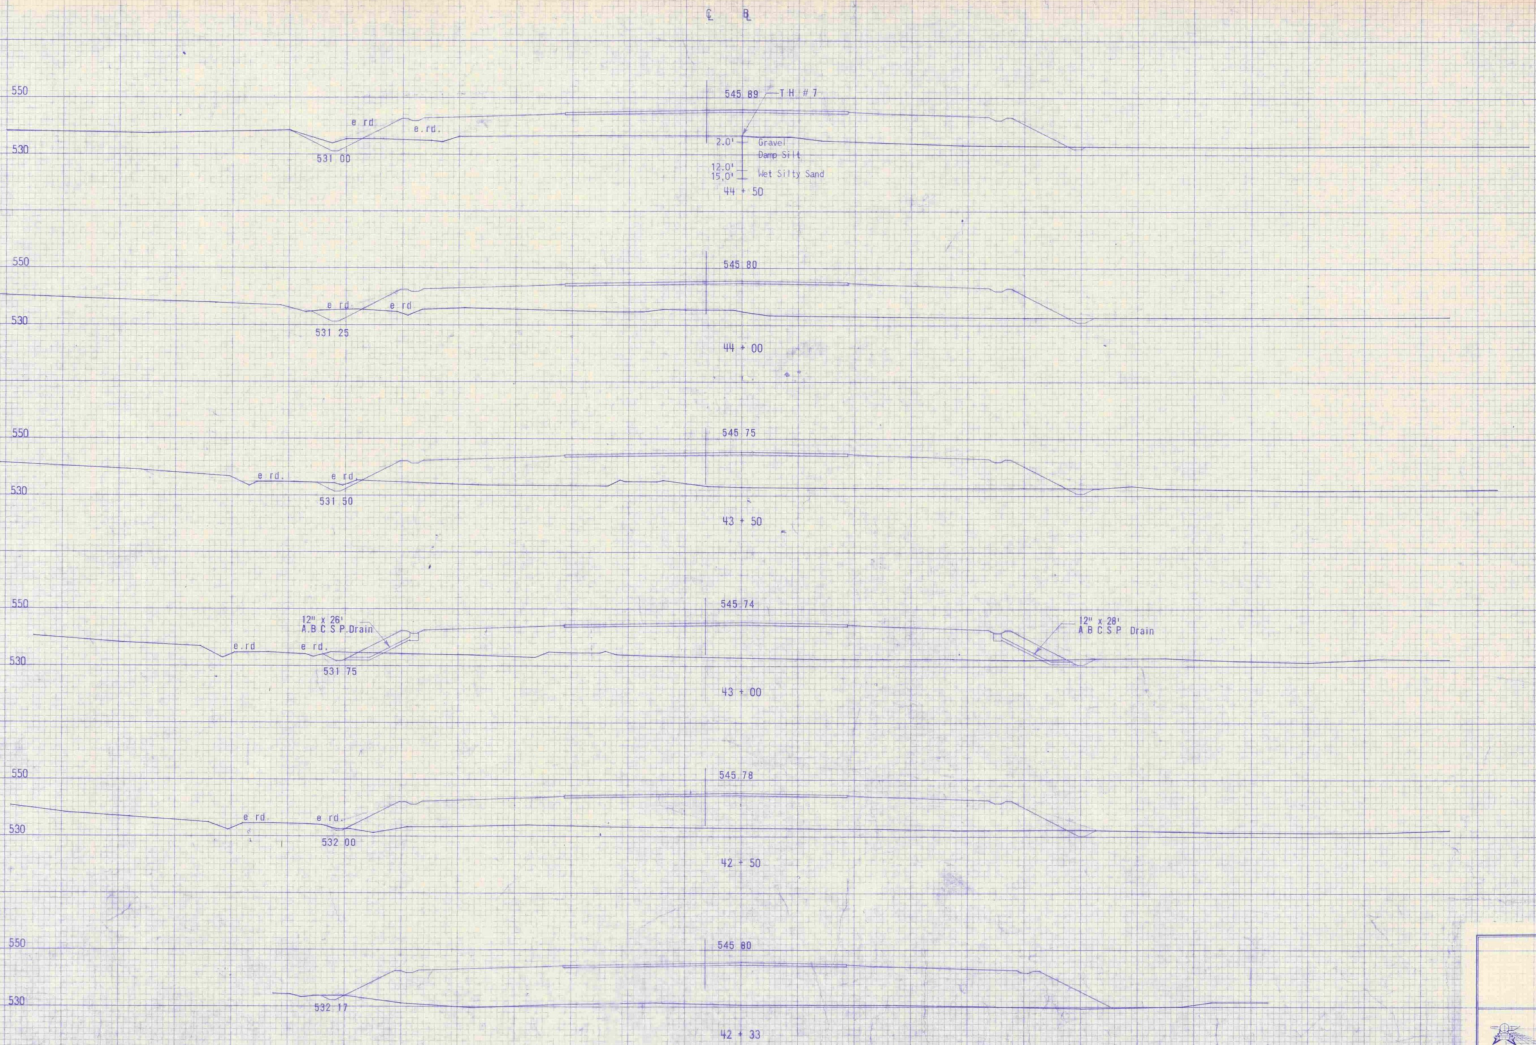 ℄ B̵L
550
545.89 T H # 7
e rd.
e.rd.
530
531 00
2.0' Gravel
Damp Silt
12.0'
15.0' Wet Silty Sand
44 + 50
550
545.80
e rd.
e rd
530
531 25
44 + 00
550
545 75
e rd.
e rd.
530
531 50
43 + 50
550
545.74
12" x 26'
A.B C S P Drain
12" x 28'
A B C S P Drain
e.rd
e rd.
530
531 75
43 + 00
550
545.78
e rd.
e rd.
530
532 00
42 + 50
550
545 80
530
532 17
42 + 33